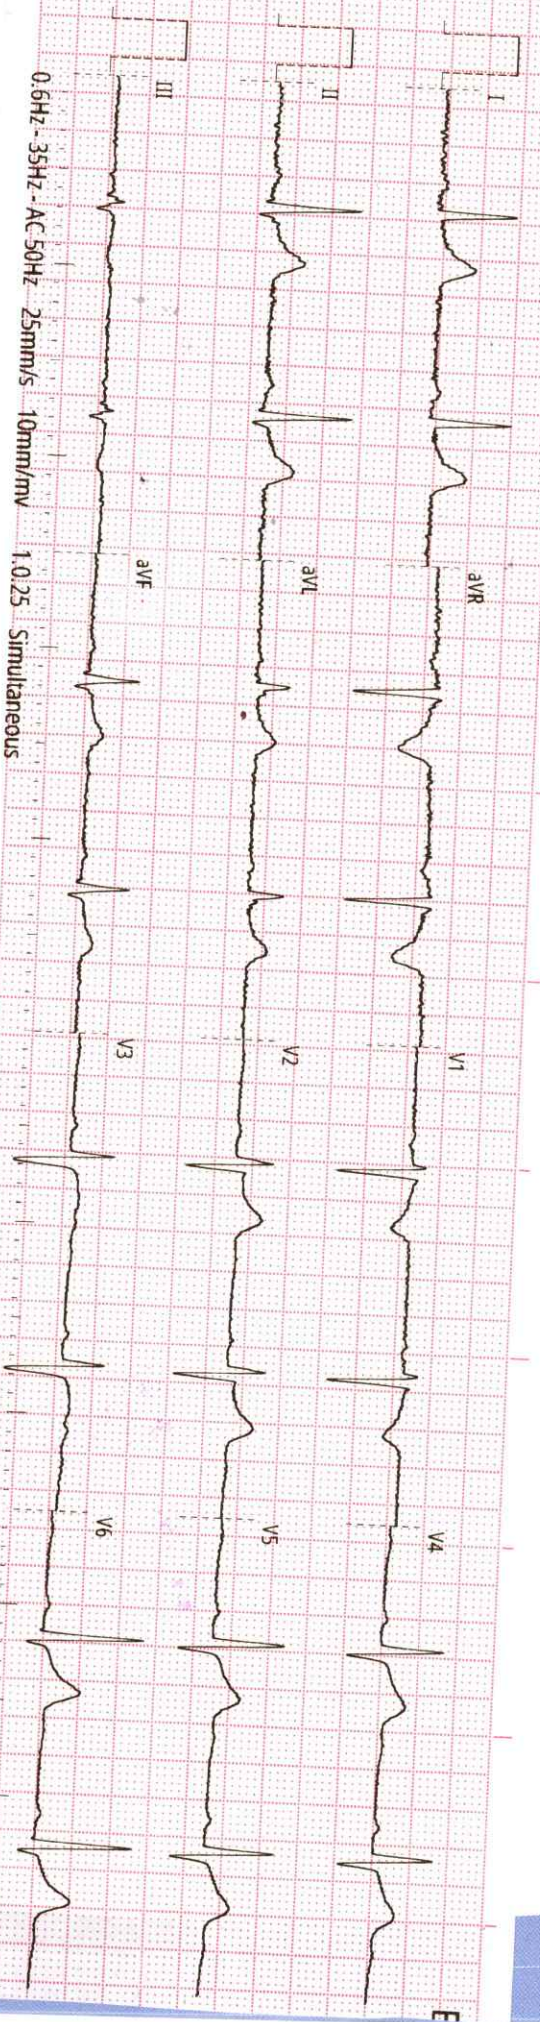 I aVR V1 V4
II aVL V2 V5
III aVF V3 V6
0.6Hz - 35Hz - AC 50Hz 25mm/s 10mm/mv 1.0.25 Simultaneous